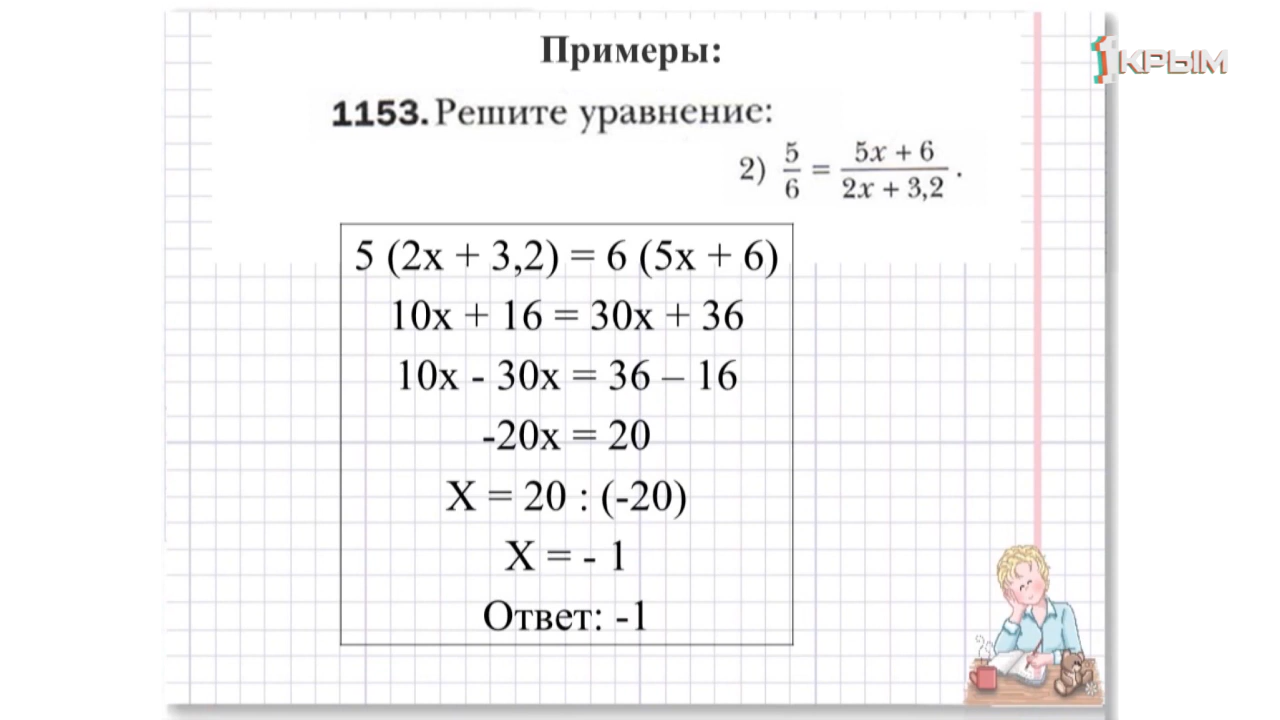 Примеры:
1КРЫМ
1153. Решите уравнение:
2) 5/6 = (5x + 6)/(2x + 3,2).
5 (2x + 3,2) = 6 (5x + 6)
10x + 16 = 30x + 36
10x - 30x = 36 – 16
-20x = 20
X = 20 : (-20)
X = - 1
Ответ: -1